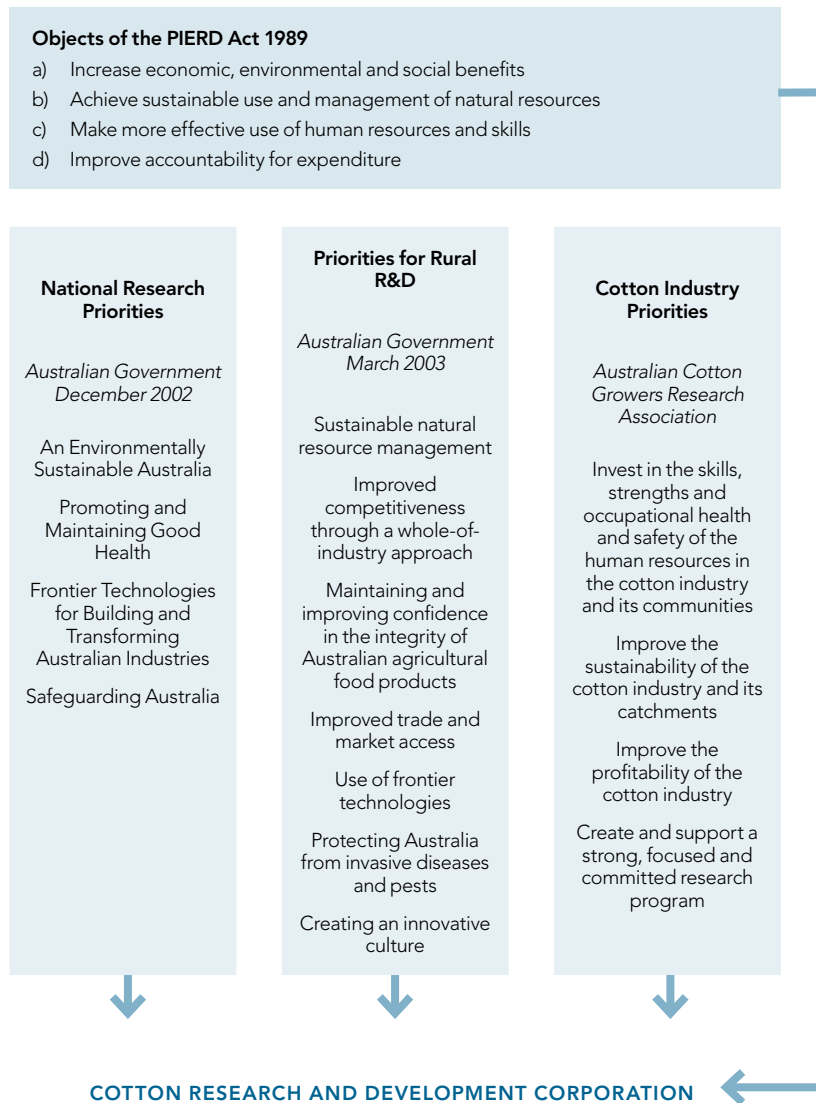 Objects of the PIERD Act 1989
a) Increase economic, environmental and social benefits
b) Achieve sustainable use and management of natural resources
c) Make more effective use of human resources and skills
d) Improve accountability for expenditure
National Research
Priorities
Australian Government
December 2002
An Environmentally
Sustainable Australia
Promoting and
Maintaining Good
Health
Frontier Technologies
for Building and
Transforming
Australian Industries
Safeguarding Australia
Priorities for Rural
R&D
Australian Government
March 2003
Sustainable natural
resource management
Improved
competitiveness
through a whole-of-
industry approach
Maintaining and
improving confidence
in the integrity of
Australian agricultural
food products
Improved trade and
market access
Use of frontier
technologies
Protecting Australia
from invasive diseases
and pests
Creating an innovative
culture
Cotton Industry
Priorities
Australian Cotton
Growers Research
Association
Invest in the skills,
strengths and
occupational health
and safety of the
human resources in
the cotton industry
and its communities
Improve the
sustainability of the
cotton industry and its
catchments
Improve the
profitability of the
cotton industry
Create and support a
strong, focused and
committed research
program
COTTON RESEARCH AND DEVELOPMENT CORPORATION